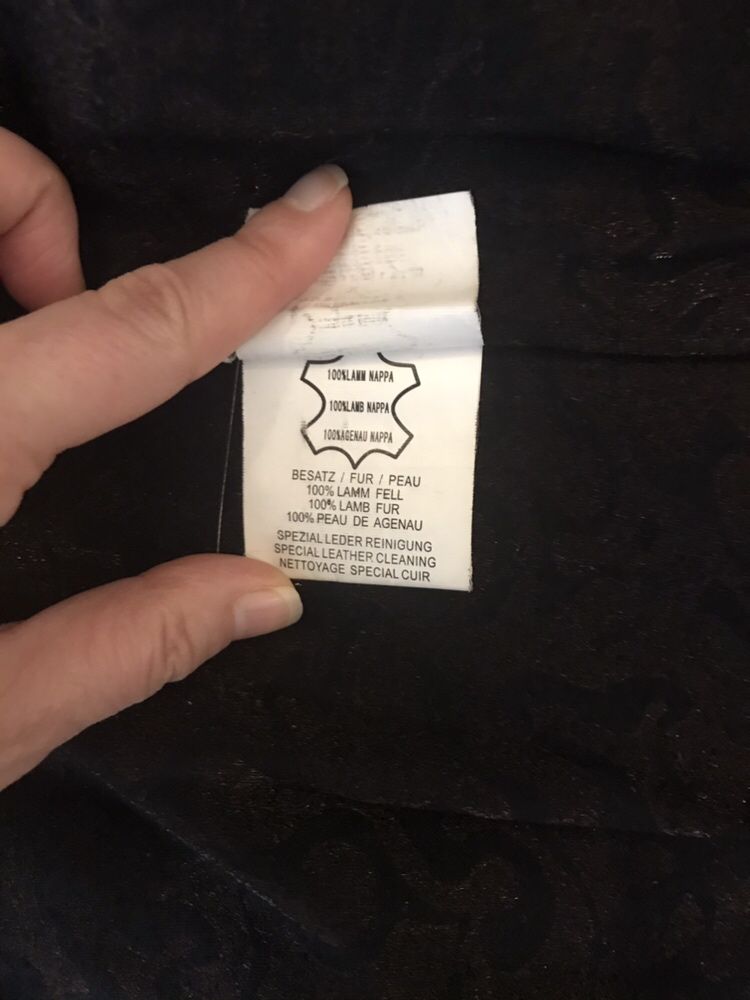 100%LAMM NAPPA
100%LAMB NAPPA
100%AGENAU NAPPA
BESATZ / FUR / PEAU
100% LAMM FELL
100% LAMB FUR
100% PEAU DE AGENAU
SPEZIAL LEDER REINIGUNG
SPECIAL LEATHER CLEANING
NETTOYAGE SPECIAL CUIR